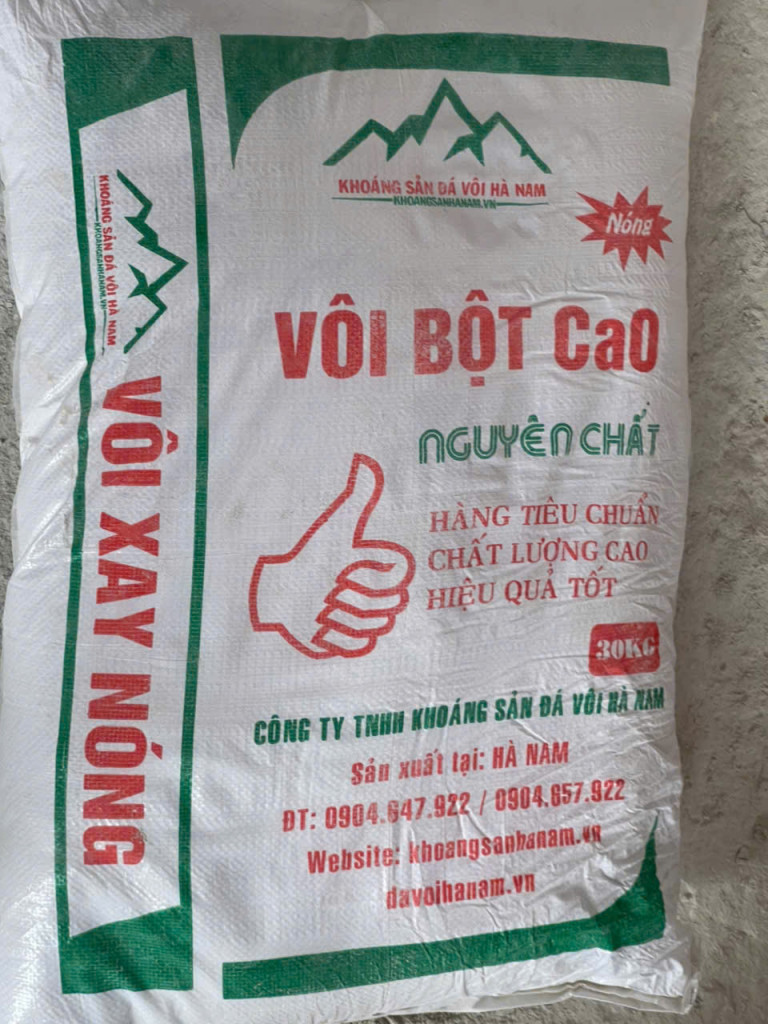 KHOÁNG SẢN ĐÁ VÔI HÀ NAM
KHOANGSANHANAM.VN
Nóng
VÔI BỘT CaO
NGUYÊN CHẤT
HÀNG TIÊU CHUẨN
CHẤT LƯỢNG CAO
HIỆU QUẢ TỐT
30KG
CÔNG TY TNHH KHOÁNG SẢN ĐÁ VÔI HÀ NAM
Sản xuất tại: HÀ NAM
ĐT: 0904.647.922 / 0904.657.922
Website: khoangsanhanam.vn
davoihanam.vn
KHOÁNG SẢN ĐÁ VÔI HÀ NAM
KHOANGSANHANAM.VN
VÔI XAY NÓNG